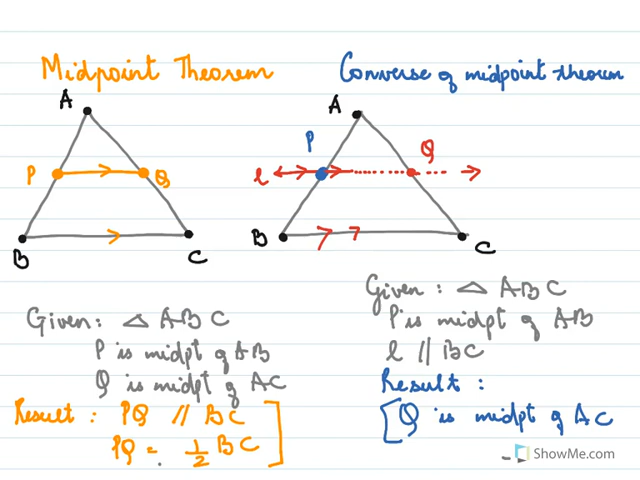 Midpoint Theorem
A
P
Q
B
C
Given: △ ABC
P is midpt of AB
Q is midpt of AC
Result: PQ // BC
PQ = 1/2 BC
Converse of midpoint theorem
A
P
Q
l
B
C
Given: △ ABC
P is midpt of AB
l // BC
Result:
Q is midpt of AC
ShowMe.com